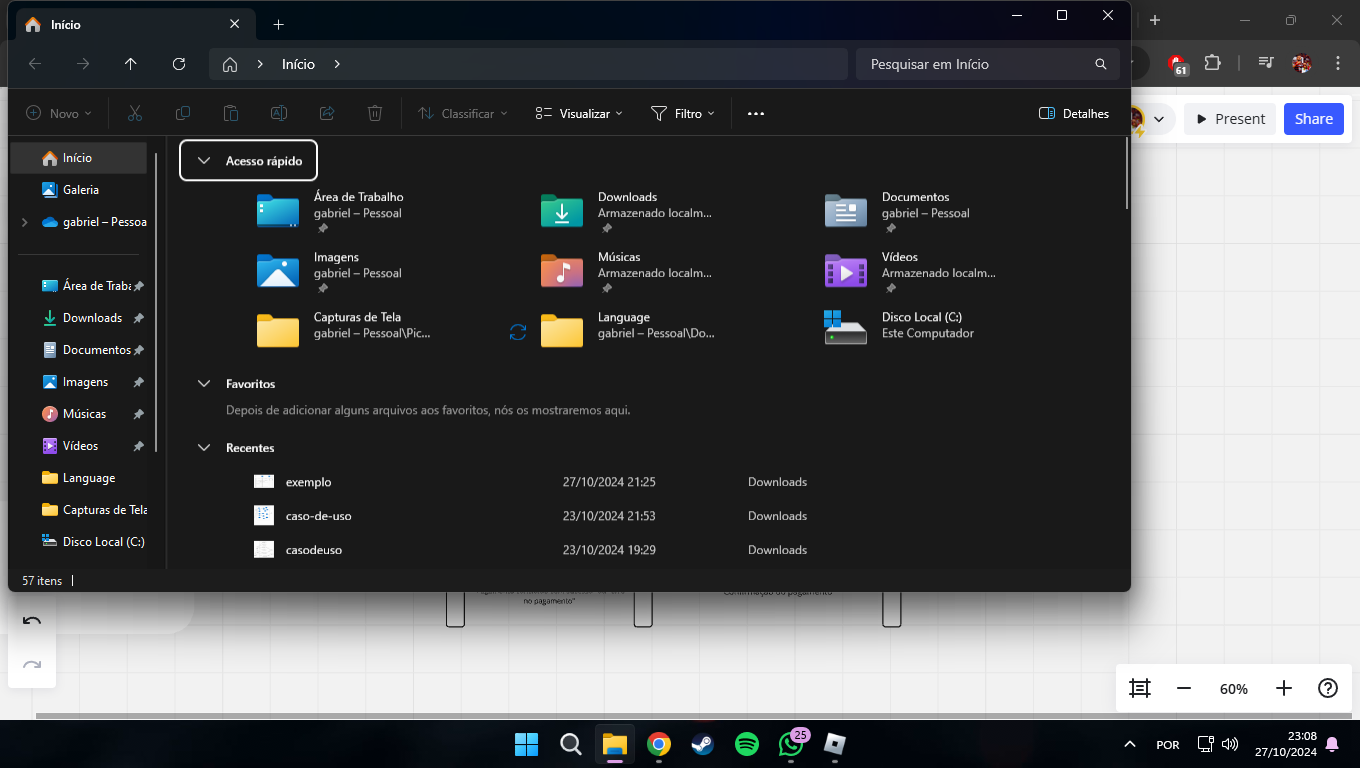 Início
61
Início
Pesquisar em Início
Novo
Classificar
Visualizar
Filtro
Detalhes
Present
Share
Início
Galeria
gabriel – Pessoa
Área de Traba
Downloads
Documentos
Imagens
Músicas
Vídeos
Language
Capturas de Tela
Disco Local (C:)
Acesso rápido
Área de Trabalho
gabriel – Pessoal
Downloads
Armazenado localm...
Documentos
gabriel – Pessoal
Imagens
gabriel – Pessoal
Músicas
Armazenado localm...
Vídeos
Armazenado localm...
Capturas de Tela
gabriel – Pessoal\Pic...
Language
gabriel – Pessoal\Do...
Disco Local (C:)
Este Computador
Favoritos
Depois de adicionar alguns arquivos aos favoritos, nós os mostraremos aqui.
Recentes
exemplo 27/10/2024 21:25 Downloads
caso-de-uso 23/10/2024 21:53 Downloads
casodeuso 23/10/2024 19:29 Downloads
57 itens
no pagamento"
Confirmação do pagamento
60%
25
POR
23:08
27/10/2024